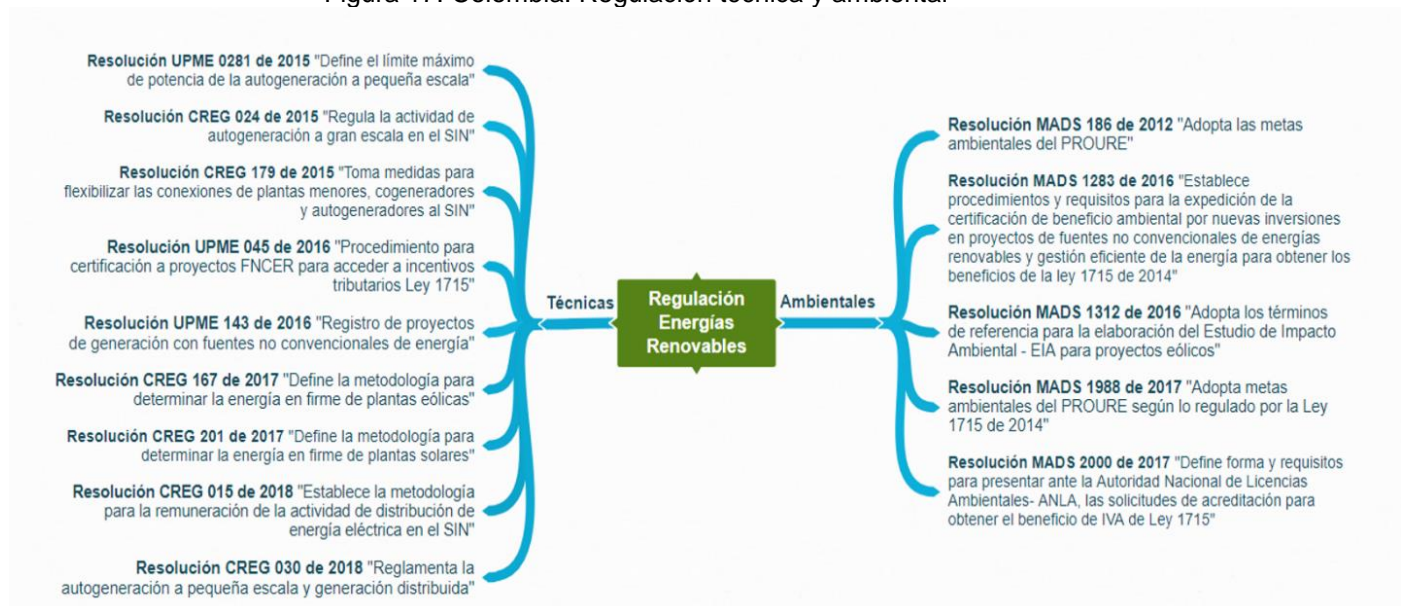 Figura 47. Colombia: Regulación técnica y ambiental
Resolución UPME 0281 de 2015 "Define el límite máximo
de potencia de la autogeneración a pequeña escala"
Resolución CREG 024 de 2015 "Regula la actividad de
autogeneración a gran escala en el SIN"
Resolución CREG 179 de 2015 "Toma medidas para
flexibilizar las conexiones de plantas menores, cogeneradores
y autogeneradores al SIN"
Resolución UPME 045 de 2016 "Procedimiento para
certificación a proyectos FNCER para acceder a incentivos
tributarios Ley 1715"
Resolución UPME 143 de 2016 "Registro de proyectos
de generación con fuentes no convencionales de energía"
Resolución CREG 167 de 2017 "Define la metodología para
determinar la energía en firme de plantas eólicas"
Resolución CREG 201 de 2017 "Define la metodología para
determinar la energía en firme de plantas solares"
Resolución CREG 015 de 2018 "Establece la metodología
para la remuneración de la actividad de distribución de
energía eléctrica en el SIN"
Resolución CREG 030 de 2018 "Reglamenta la
autogeneración a pequeña escala y generación distribuida"
Técnicas
Regulación
Energías
Renovables
Ambientales
Resolución MADS 186 de 2012 "Adopta las metas
ambientales del PROURE"
Resolución MADS 1283 de 2016 "Establece
procedimientos y requisitos para la expedición de la
certificación de beneficio ambiental por nuevas inversiones
en proyectos de fuentes no convencionales de energías
renovables y gestión eficiente de la energía para obtener los
beneficios de la ley 1715 de 2014"
Resolución MADS 1312 de 2016 "Adopta los términos
de referencia para la elaboración del Estudio de Impacto
Ambiental - EIA para proyectos eólicos"
Resolución MADS 1988 de 2017 "Adopta metas
ambientales del PROURE según lo regulado por la Ley
1715 de 2014"
Resolución MADS 2000 de 2017 "Define forma y requisitos
para presentar ante la Autoridad Nacional de Licencias
Ambientales- ANLA, las solicitudes de acreditación para
obtener el beneficio de IVA de Ley 1715"